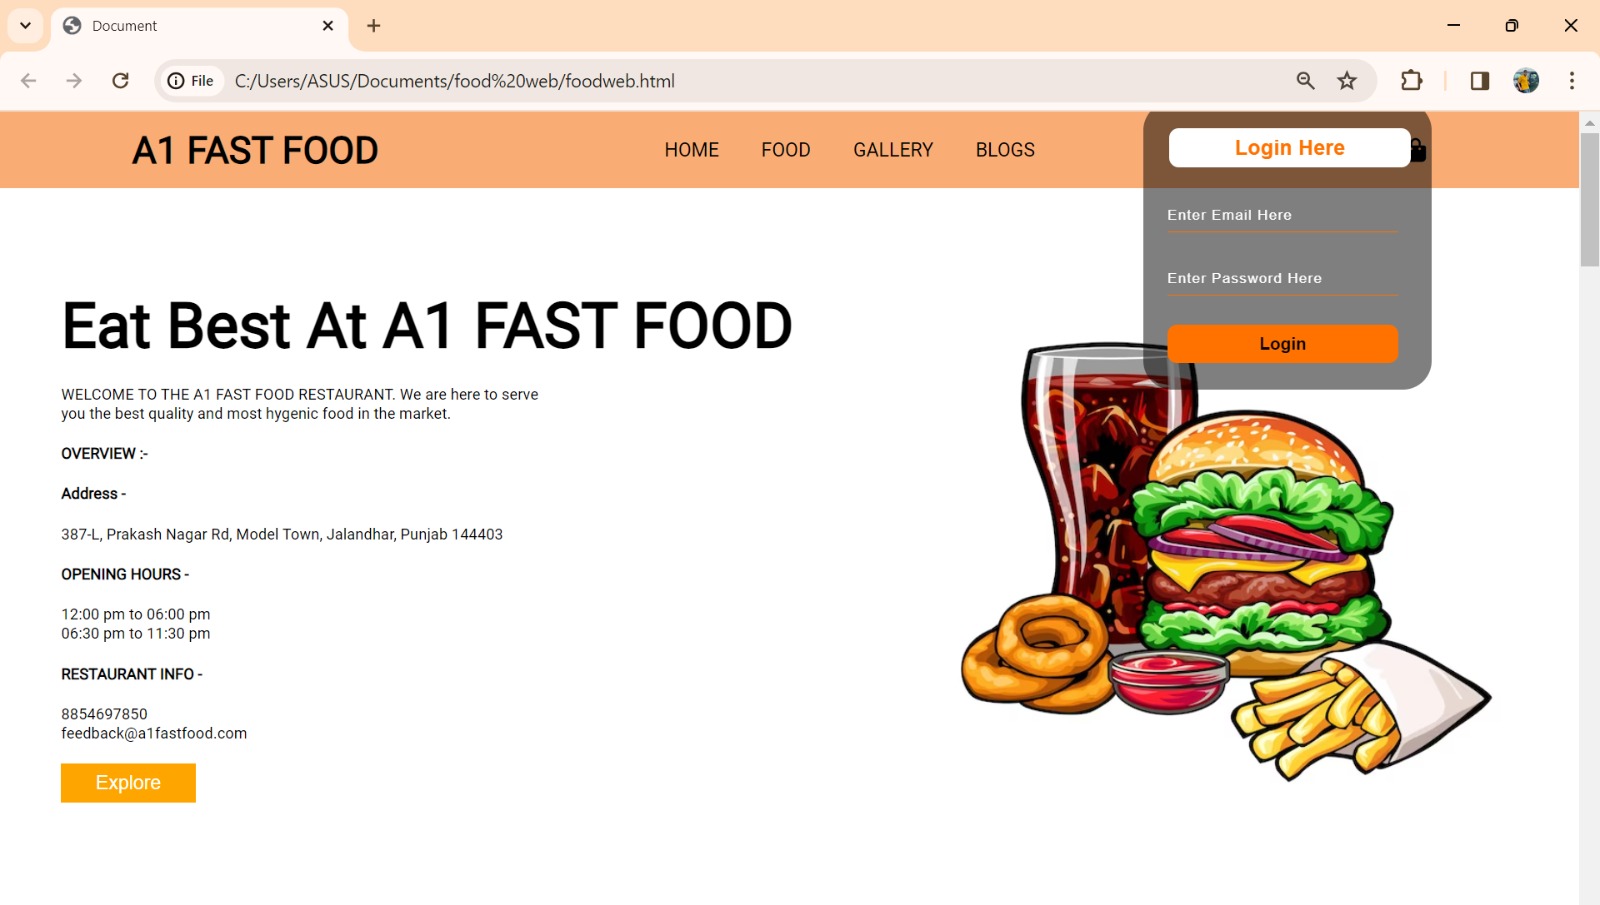 Document
File
C:/Users/ASUS/Documents/food%20web/foodweb.html
A1 FAST FOOD
HOME
FOOD
GALLERY
BLOGS
Login Here
Enter Email Here
Enter Password Here
Login
Eat Best At A1 FAST FOOD
WELCOME TO THE A1 FAST FOOD RESTAURANT. We are here to serve
you the best quality and most hygenic food in the market.
OVERVIEW :-
Address -
387-L, Prakash Nagar Rd, Model Town, Jalandhar, Punjab 144403
OPENING HOURS -
12:00 pm to 06:00 pm
06:30 pm to 11:30 pm
RESTAURANT INFO -
8854697850
feedback@a1fastfood.com
Explore